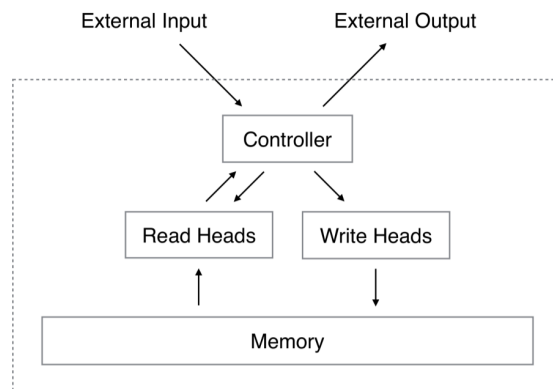 External Input
External Output
Controller
Read Heads
Write Heads
Memory